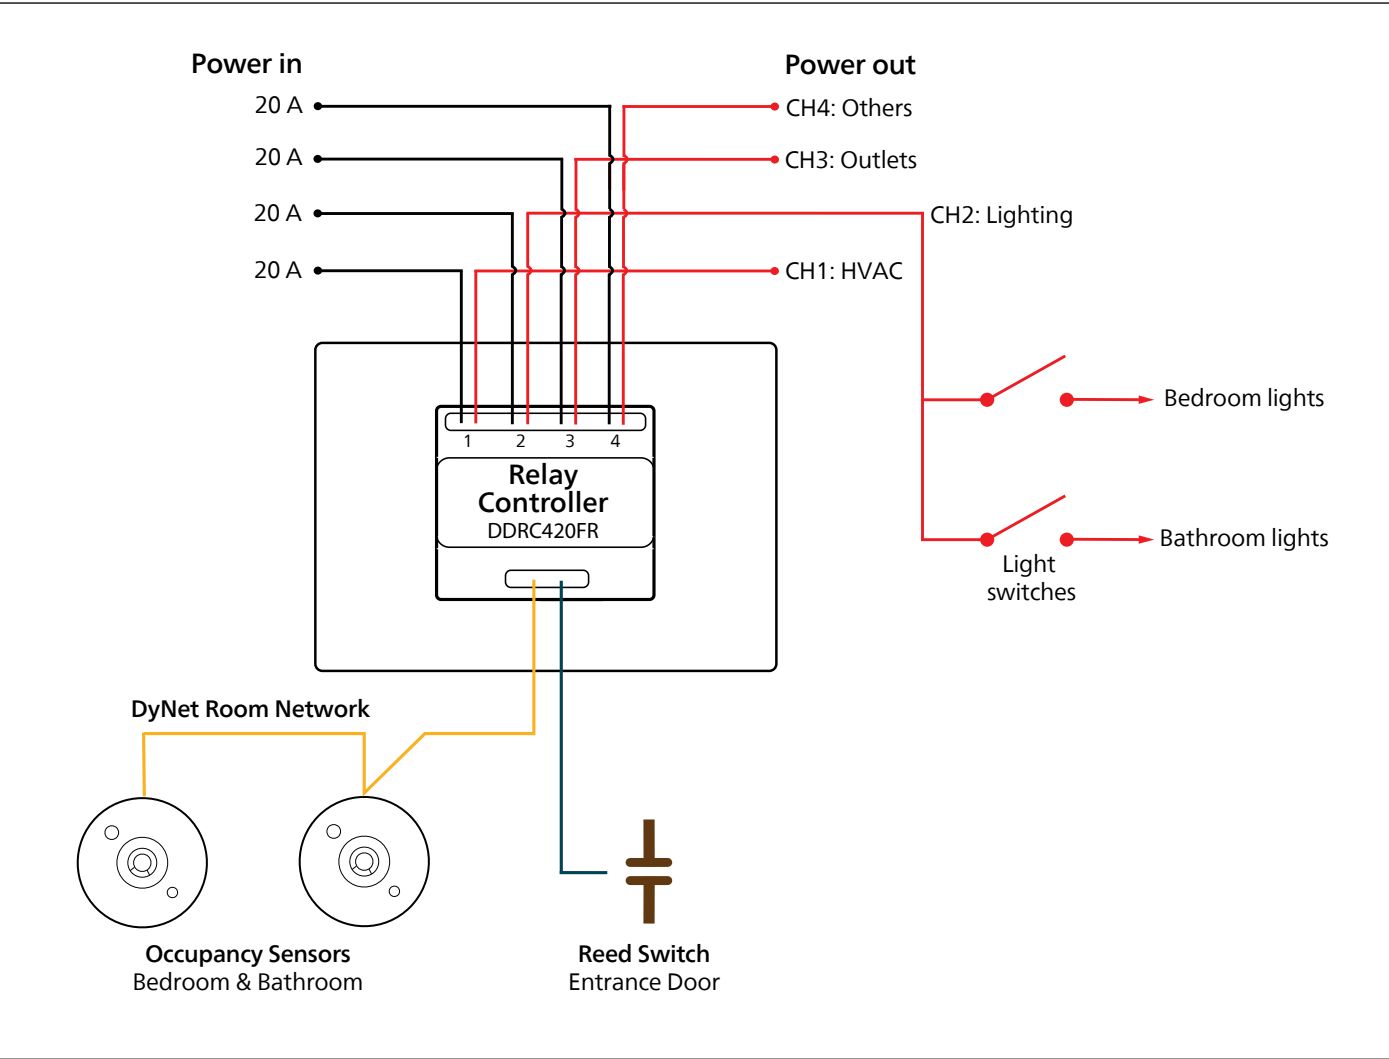 Power in
Power out
20 A
CH4: Others
20 A
CH3: Outlets
20 A
CH2: Lighting
20 A
CH1: HVAC
Bedroom lights
1 2 3 4
Relay
Controller
DDRC420FR
Bathroom lights
Light
switches
DyNet Room Network
Occupancy Sensors
Bedroom & Bathroom
Reed Switch
Entrance Door